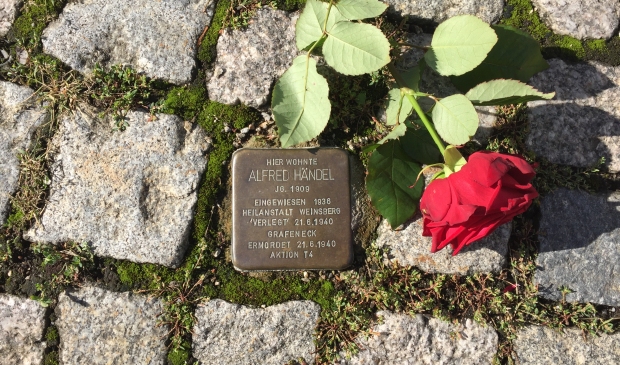 HIER WOHNTE
ALFRED HÄNDEL
JG. 1909
EINGEWIESEN 1936
HEILANSTALT WEINSBERG
'VERLEGT' 21.6.1940
GRAFENECK
ERMORDET 21.6.1940
AKTION T4